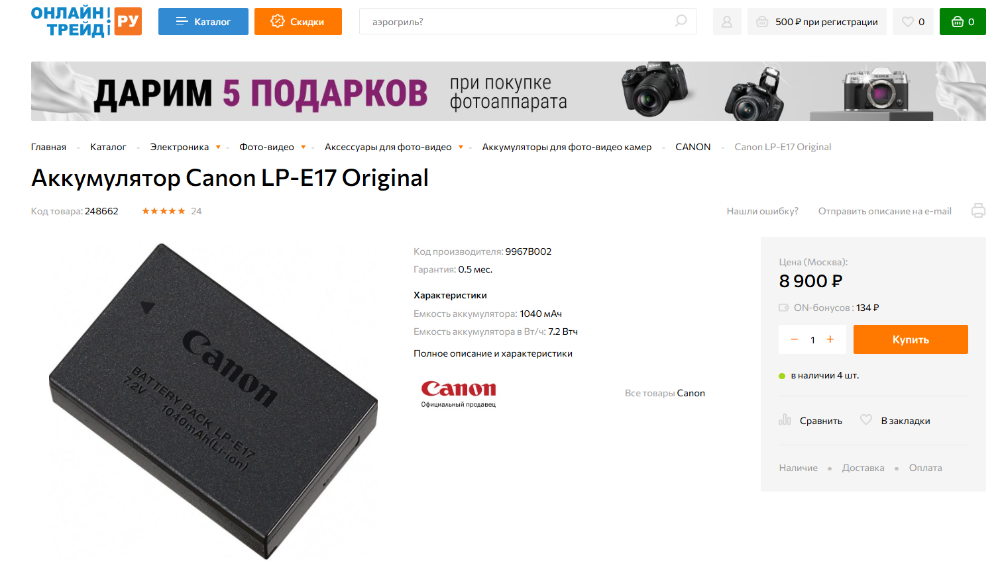 ОНЛАЙН
ТРЕЙД
РУ
Каталог
Скидки
аэрогриль?
500 ₽ при регистрации
0
0
ДАРИМ 5 ПОДАРКОВ
при покупке
фотоаппарата
Nikon
FUJIFILM
Главная
Каталог
Электроника
Фото-видео
Аксессуары для фото-видео
Аккумуляторы для фото-видео камер
CANON
Canon LP-E17 Original
Аккумулятор Canon LP-E17 Original
Код товара: 248662
24
Нашли ошибку?
Отправить описание на e-mail
Canon
BATTERY PACK LP-E17
7.2V 1040mAh(Li-ion)
Код производителя: 9967B002
Гарантия: 0.5 мес.
Характеристики
Емкость аккумулятора: 1040 мАч
Емкость аккумулятора в Вт/ч: 7.2 Втч
Полное описание и характеристики
Canon
Официальный продавец
Все товары Canon
Цена (Москва):
8 900 ₽
ON-бонусов : 134 ₽
− 1 +
Купить
в наличии 4 шт.
Сравнить
В закладки
Наличие
Доставка
Оплата